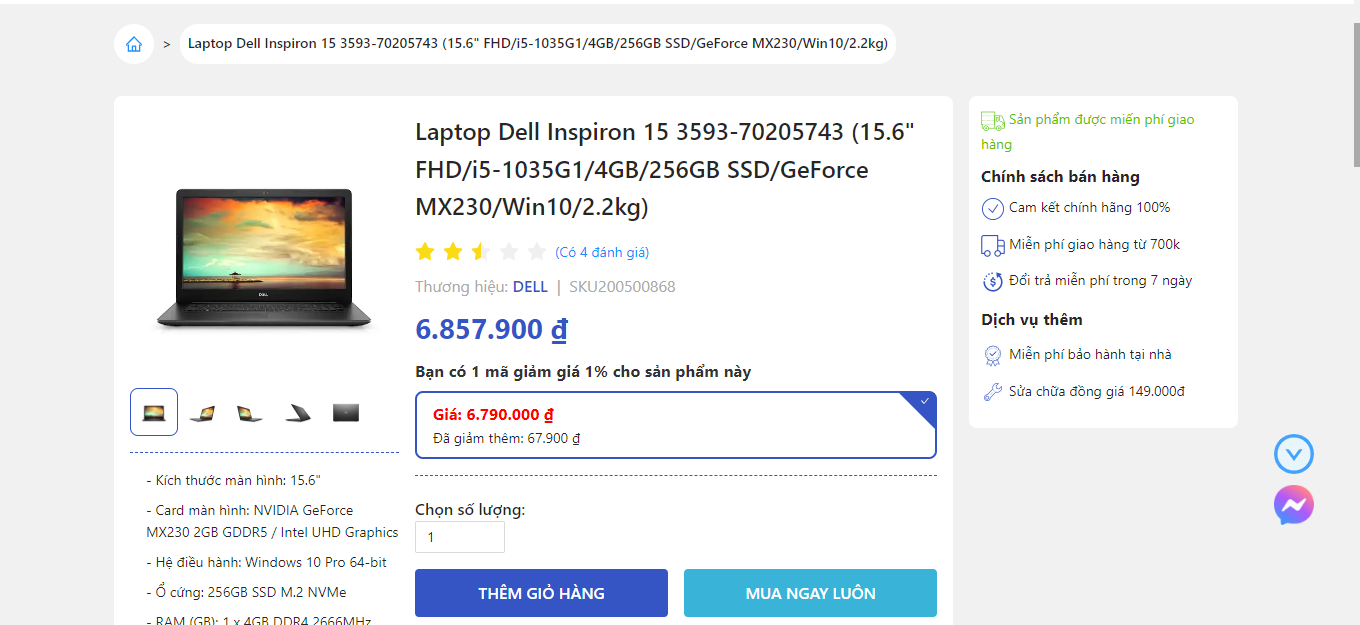 > Laptop Dell Inspiron 15 3593-70205743 (15.6" FHD/i5-1035G1/4GB/256GB SSD/GeForce MX230/Win10/2.2kg)
Laptop Dell Inspiron 15 3593-70205743 (15.6"
FHD/i5-1035G1/4GB/256GB SSD/GeForce
MX230/Win10/2.2kg)
(Có 4 đánh giá)
Thương hiệu: DELL | SKU200500868
6.857.900 ₫
Bạn có 1 mã giảm giá 1% cho sản phẩm này
Giá: 6.790.000 ₫
Đã giảm thêm: 67.900 ₫
Chọn số lượng:
1
THÊM GIỎ HÀNG
MUA NGAY LUÔN
DELL
- Kích thước màn hình: 15.6"
- Card màn hình: NVIDIA GeForce
MX230 2GB GDDR5 / Intel UHD Graphics
- Hệ điều hành: Windows 10 Pro 64-bit
- Ổ cứng: 256GB SSD M.2 NVMe
- RAM (GB): 1 x 4GB DDR4 2666MHz
Sản phẩm được miến phí giao
hàng
Chính sách bán hàng
Cam kết chính hãng 100%
Miễn phí giao hàng từ 700k
Đổi trả miễn phí trong 7 ngày
Dịch vụ thêm
Miễn phí bảo hành tại nhà
Sửa chữa đồng giá 149.000đ